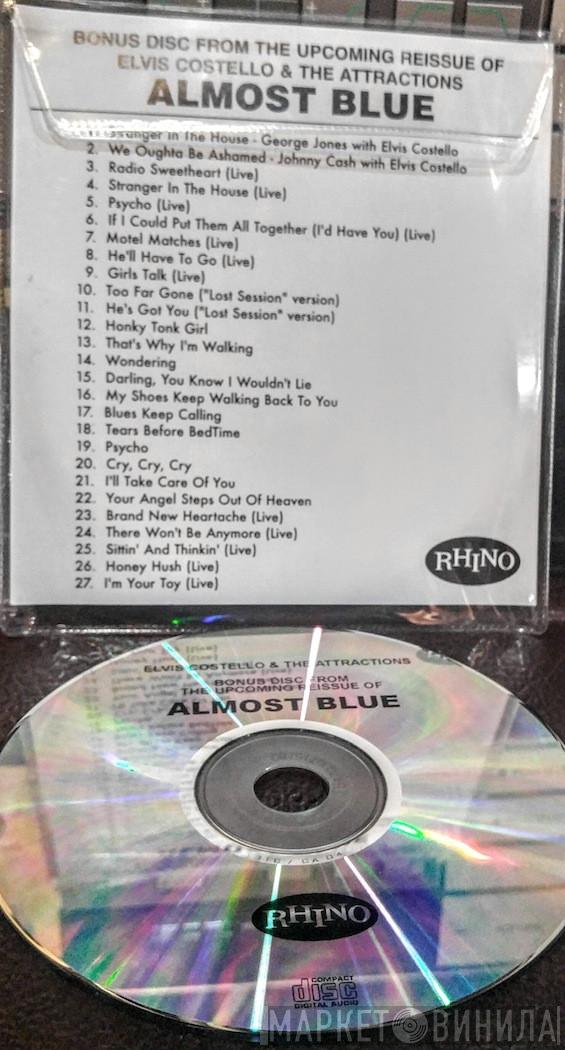 BONUS DISC FROM THE UPCOMING REISSUE OF
ELVIS COSTELLO & THE ATTRACTIONS
ALMOST BLUE
Stranger In The House - George Jones with Elvis Costello
2. We Oughta Be Ashamed - Johnny Cash with Elvis Costello
3. Radio Sweetheart (Live)
4. Stranger In The House (Live)
5. Psycho (Live)
6. If I Could Put Them All Together (I'd Have You) (Live)
7. Motel Matches (Live)
8. He'll Have To Go (Live)
9. Girls Talk (Live)
10. Too Far Gone ("Lost Session" version)
11. He's Got You ("Lost Session" version)
12. Honky Tonk Girl
13. That's Why I'm Walking
14. Wondering
15. Darling, You Know I Wouldn't Lie
16. My Shoes Keep Walking Back To You
17. Blues Keep Calling
18. Tears Before BedTime
19. Psycho
20. Cry, Cry, Cry
21. I'll Take Care Of You
22. Your Angel Steps Out Of Heaven
23. Brand New Heartache (Live)
24. There Won't Be Anymore (Live)
25. Sittin' And Thinkin' (Live)
26. Honey Hush (Live)
27. I'm Your Toy (Live)
RHINO
ELVIS COSTELLO & THE ATTRACTIONS
BONUS DISC FROM
THE UPCOMING REISSUE OF
ALMOST BLUE
RHINO
COMPACT
disc
DIGITAL AUDIO
МАРКЕТ ВИНИЛА